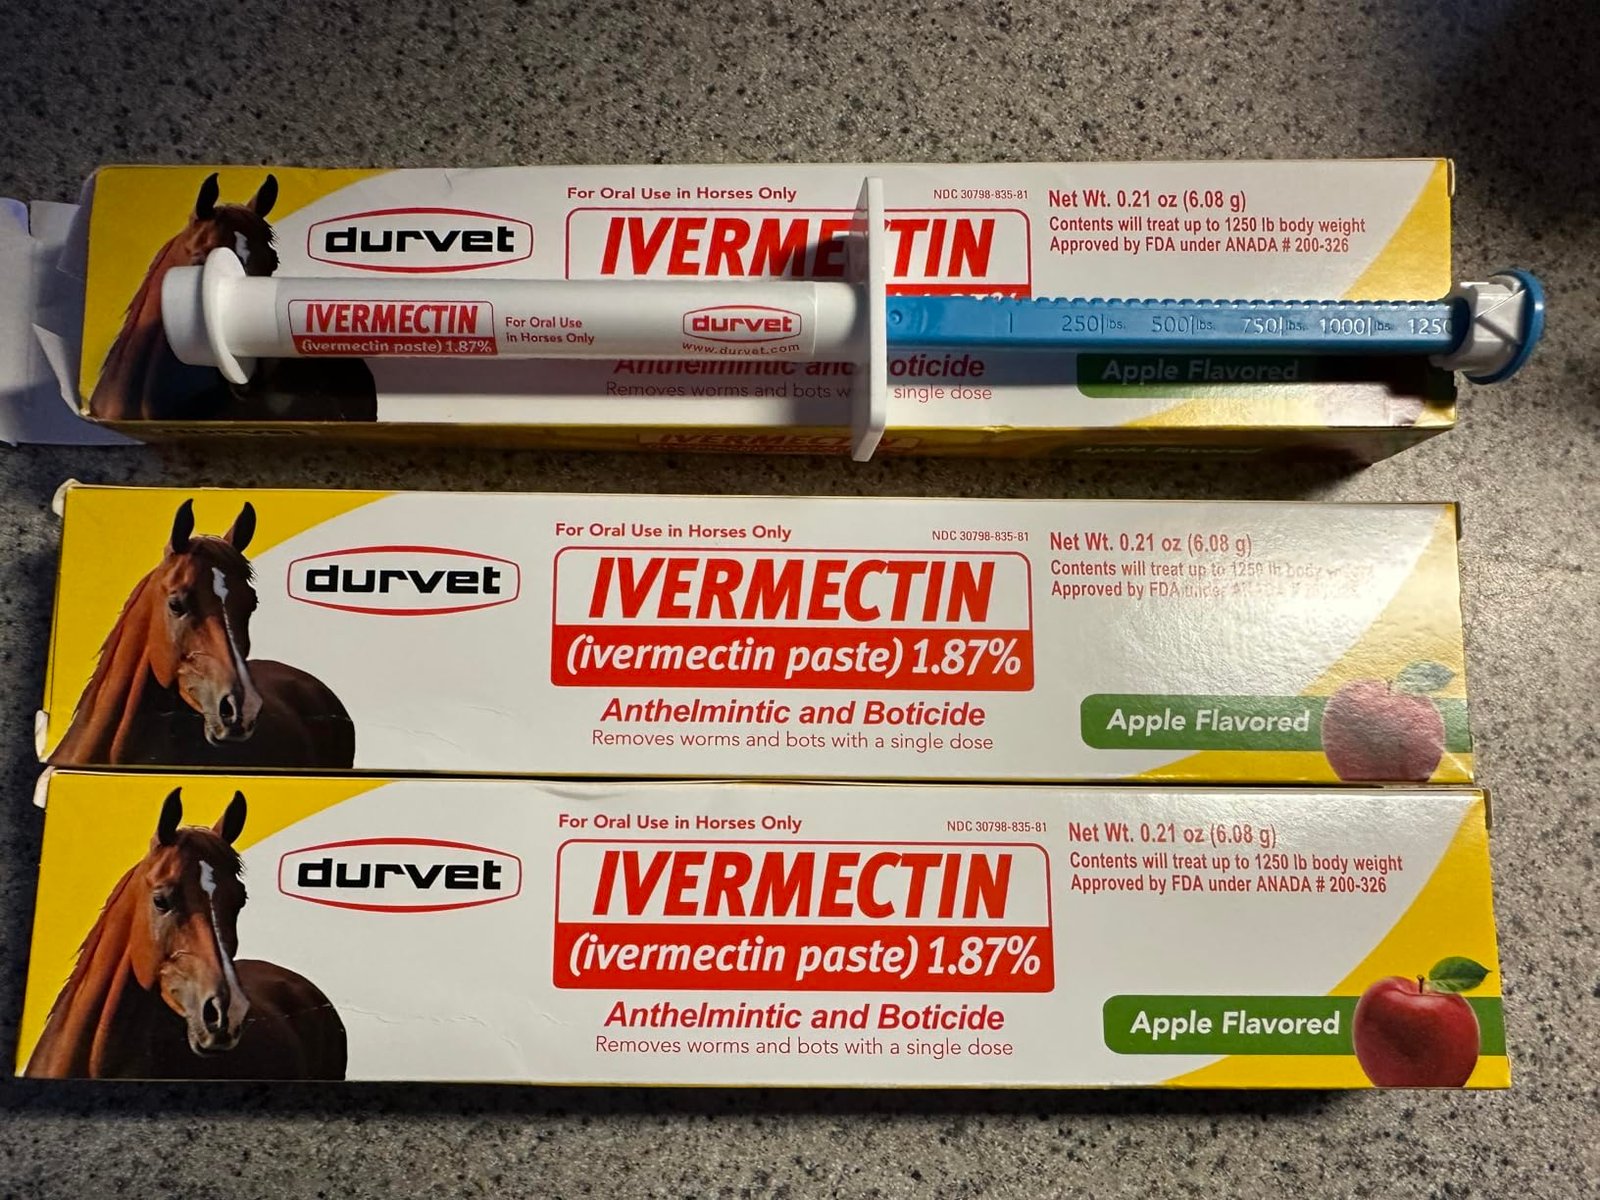 For Oral Use in Horses Only
NDC 30798-835-81
Net Wt. 0.21 oz (6.08 g)
durvet
IVERMECTIN
Contents will treat up to 1250 lb body weight
Approved by FDA under ANADA # 200-326
IVERMECTIN
(ivermectin paste) 1.87%
For Oral Use
in Horses Only
durvet
www.durvet.com
250 lbs.
500 lbs.
750 lbs.
1000 lbs.
1250
Anthelmintic and Boticide
Apple Flavored
Removes worms and bots single dose
For Oral Use in Horses Only
NDC 30798-835-81
Net Wt. 0.21 oz (6.08 g)
durvet
IVERMECTIN
Contents will treat up to 1250 lb body
Approved by FDA under
(ivermectin paste) 1.87%
Anthelmintic and Boticide
Removes worms and bots with a single dose
Apple Flavored
For Oral Use in Horses Only
NDC 30798-835-81
Net Wt. 0.21 oz (6.08 g)
durvet
IVERMECTIN
Contents will treat up to 1250 lb body weight
Approved by FDA under ANADA # 200-326
(ivermectin paste) 1.87%
Anthelmintic and Boticide
Removes worms and bots with a single dose
Apple Flavored